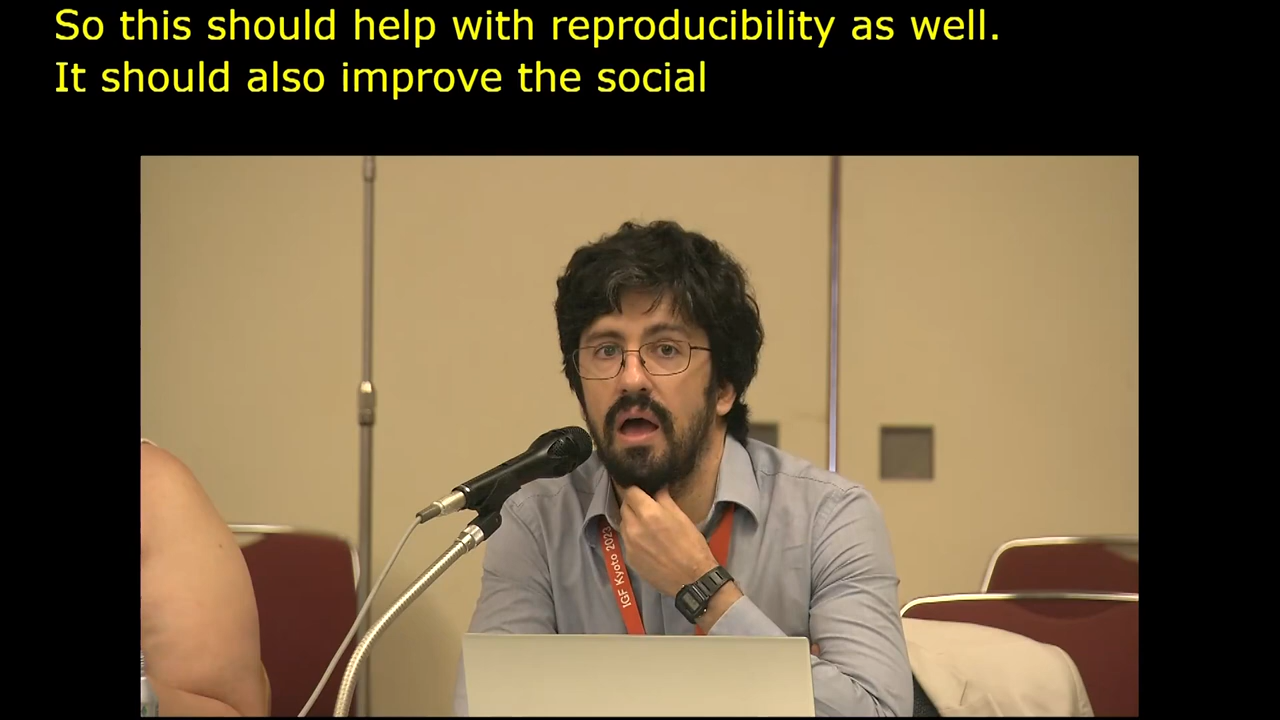 So this should help with reproducibility as well.
It should also improve the social
IGF Kyoto 2023